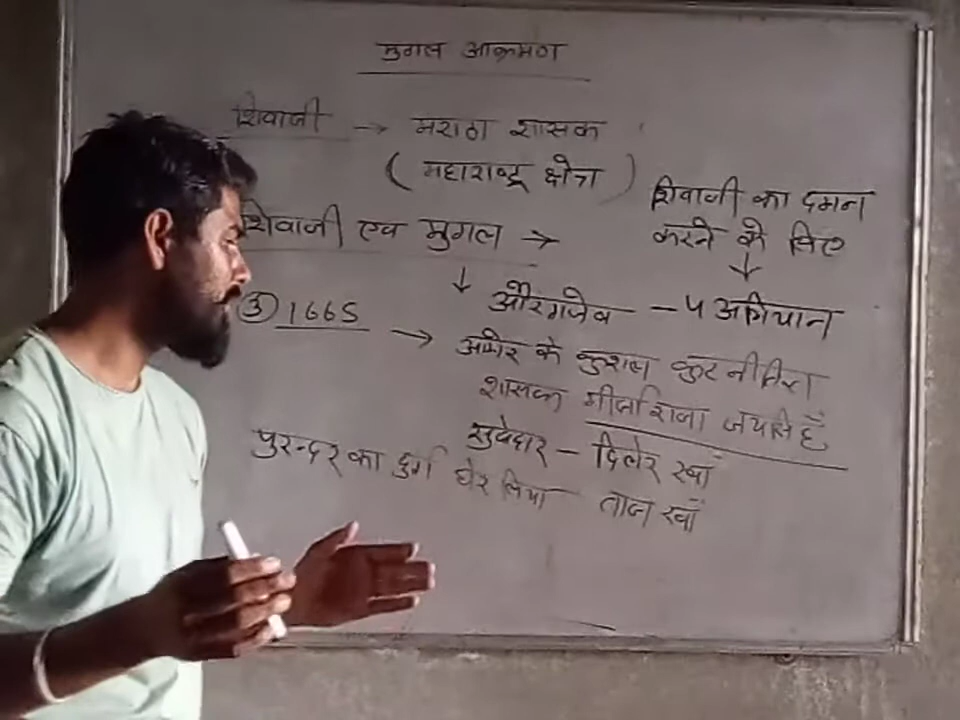 मुगल आक्रमण
शिवाजी → मराठा शासक
(महाराष्ट्र क्षेत्र)
शिवाजी का दमन
करने के लिए
↓
शिवाजी एवं मुगल →
↓
औरंगजेब - ५ अभियान
③ 1665 → आमेर के कुशल कुटनीतिज्ञ
शासक मीर्जाराजा जयसिंह
सुवेदार - दिलेर खाँ
ताज खाँ
पुरन्दर का दुर्ग घेर लिया